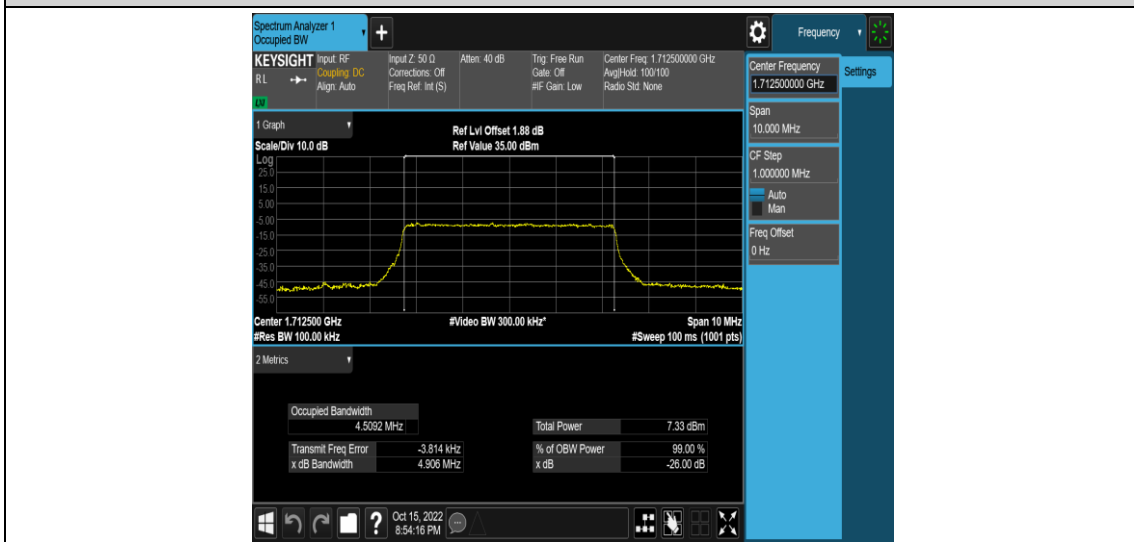 Spectrum Analyzer 1
Occupied BW
Frequency
KEYSIGHT Input: RF Input Z: 50 Ω Atten: 40 dB Trig: Free Run Center Freq: 1.712500000 GHz
RL Coupling: DC Corrections: Off Gate: Off Avg|Hold: 100/100
Align: Auto Freq Ref: Int (S) #IF Gain: Low Radio Std: None
LXI
Center Frequency
1.712500000 GHz
Settings
Span
10.000 MHz
CF Step
1.000000 MHz
Auto
Man
Freq Offset
0 Hz
1 Graph
Ref Lvl Offset 1.88 dB
Scale/Div 10.0 dB Ref Value 35.00 dBm
Log
25.0
15.0
5.00
-5.00
-15.0
-25.0
-35.0
-45.0
-55.0
Center 1.712500 GHz #Video BW 300.00 kHz* Span 10 MHz
#Res BW 100.00 kHz #Sweep 100 ms (1001 pts)
2 Metrics
Occupied Bandwidth
4.5092 MHz Total Power 7.33 dBm
Transmit Freq Error -3.814 kHz % of OBW Power 99.00 %
x dB Bandwidth 4.906 MHz x dB -26.00 dB
? Oct 15, 2022
8:54:16 PM